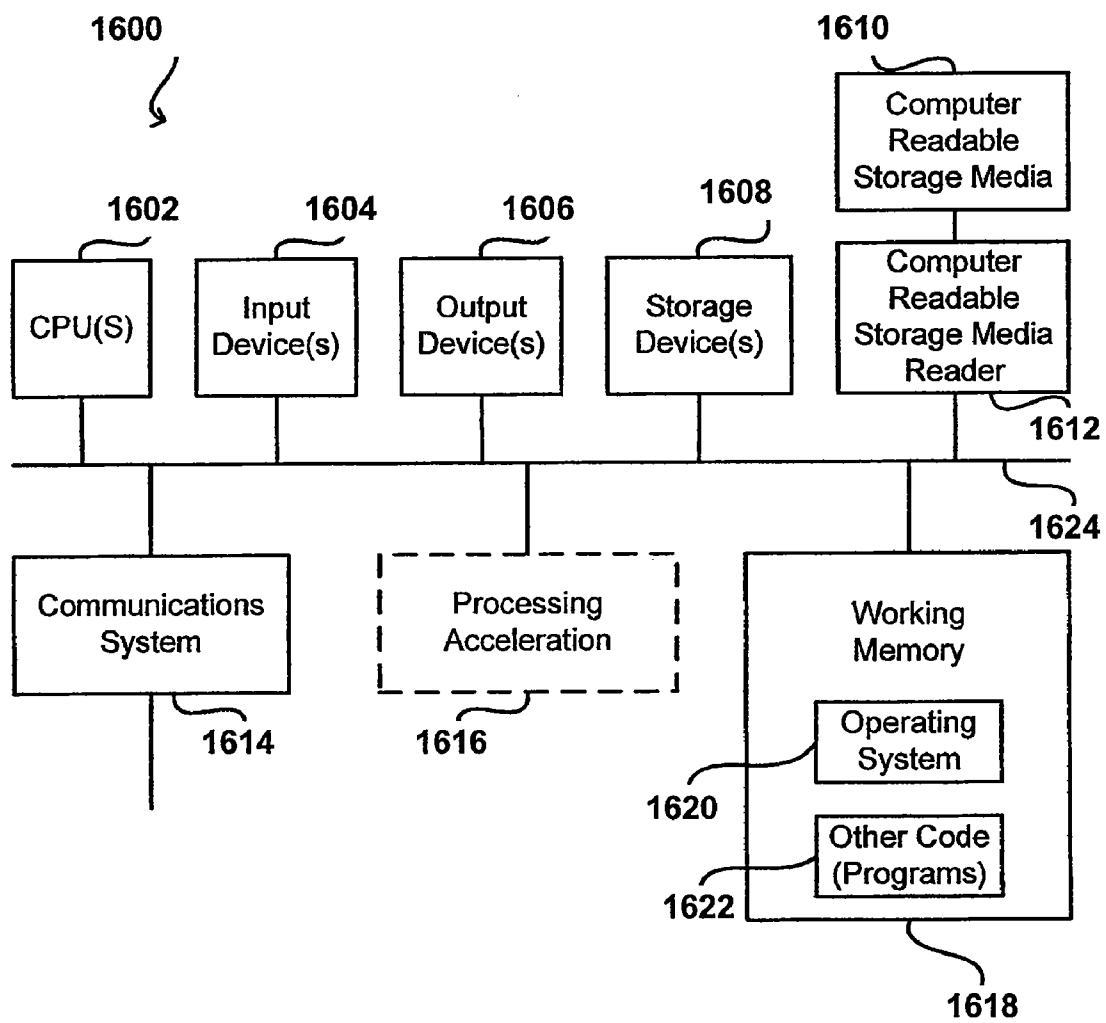 1600
1610
Computer
Readable
Storage Media
1602
1604
1606
1608
CPU(S)
Input
Device(s)
Output
Device(s)
Storage
Device(s)
Computer
Readable
Storage Media
Reader
1612
1624
Communications
System
1614
Processing
Acceleration
1616
Working
Memory
Operating
System
1620
Other Code
(Programs)
1622
1618